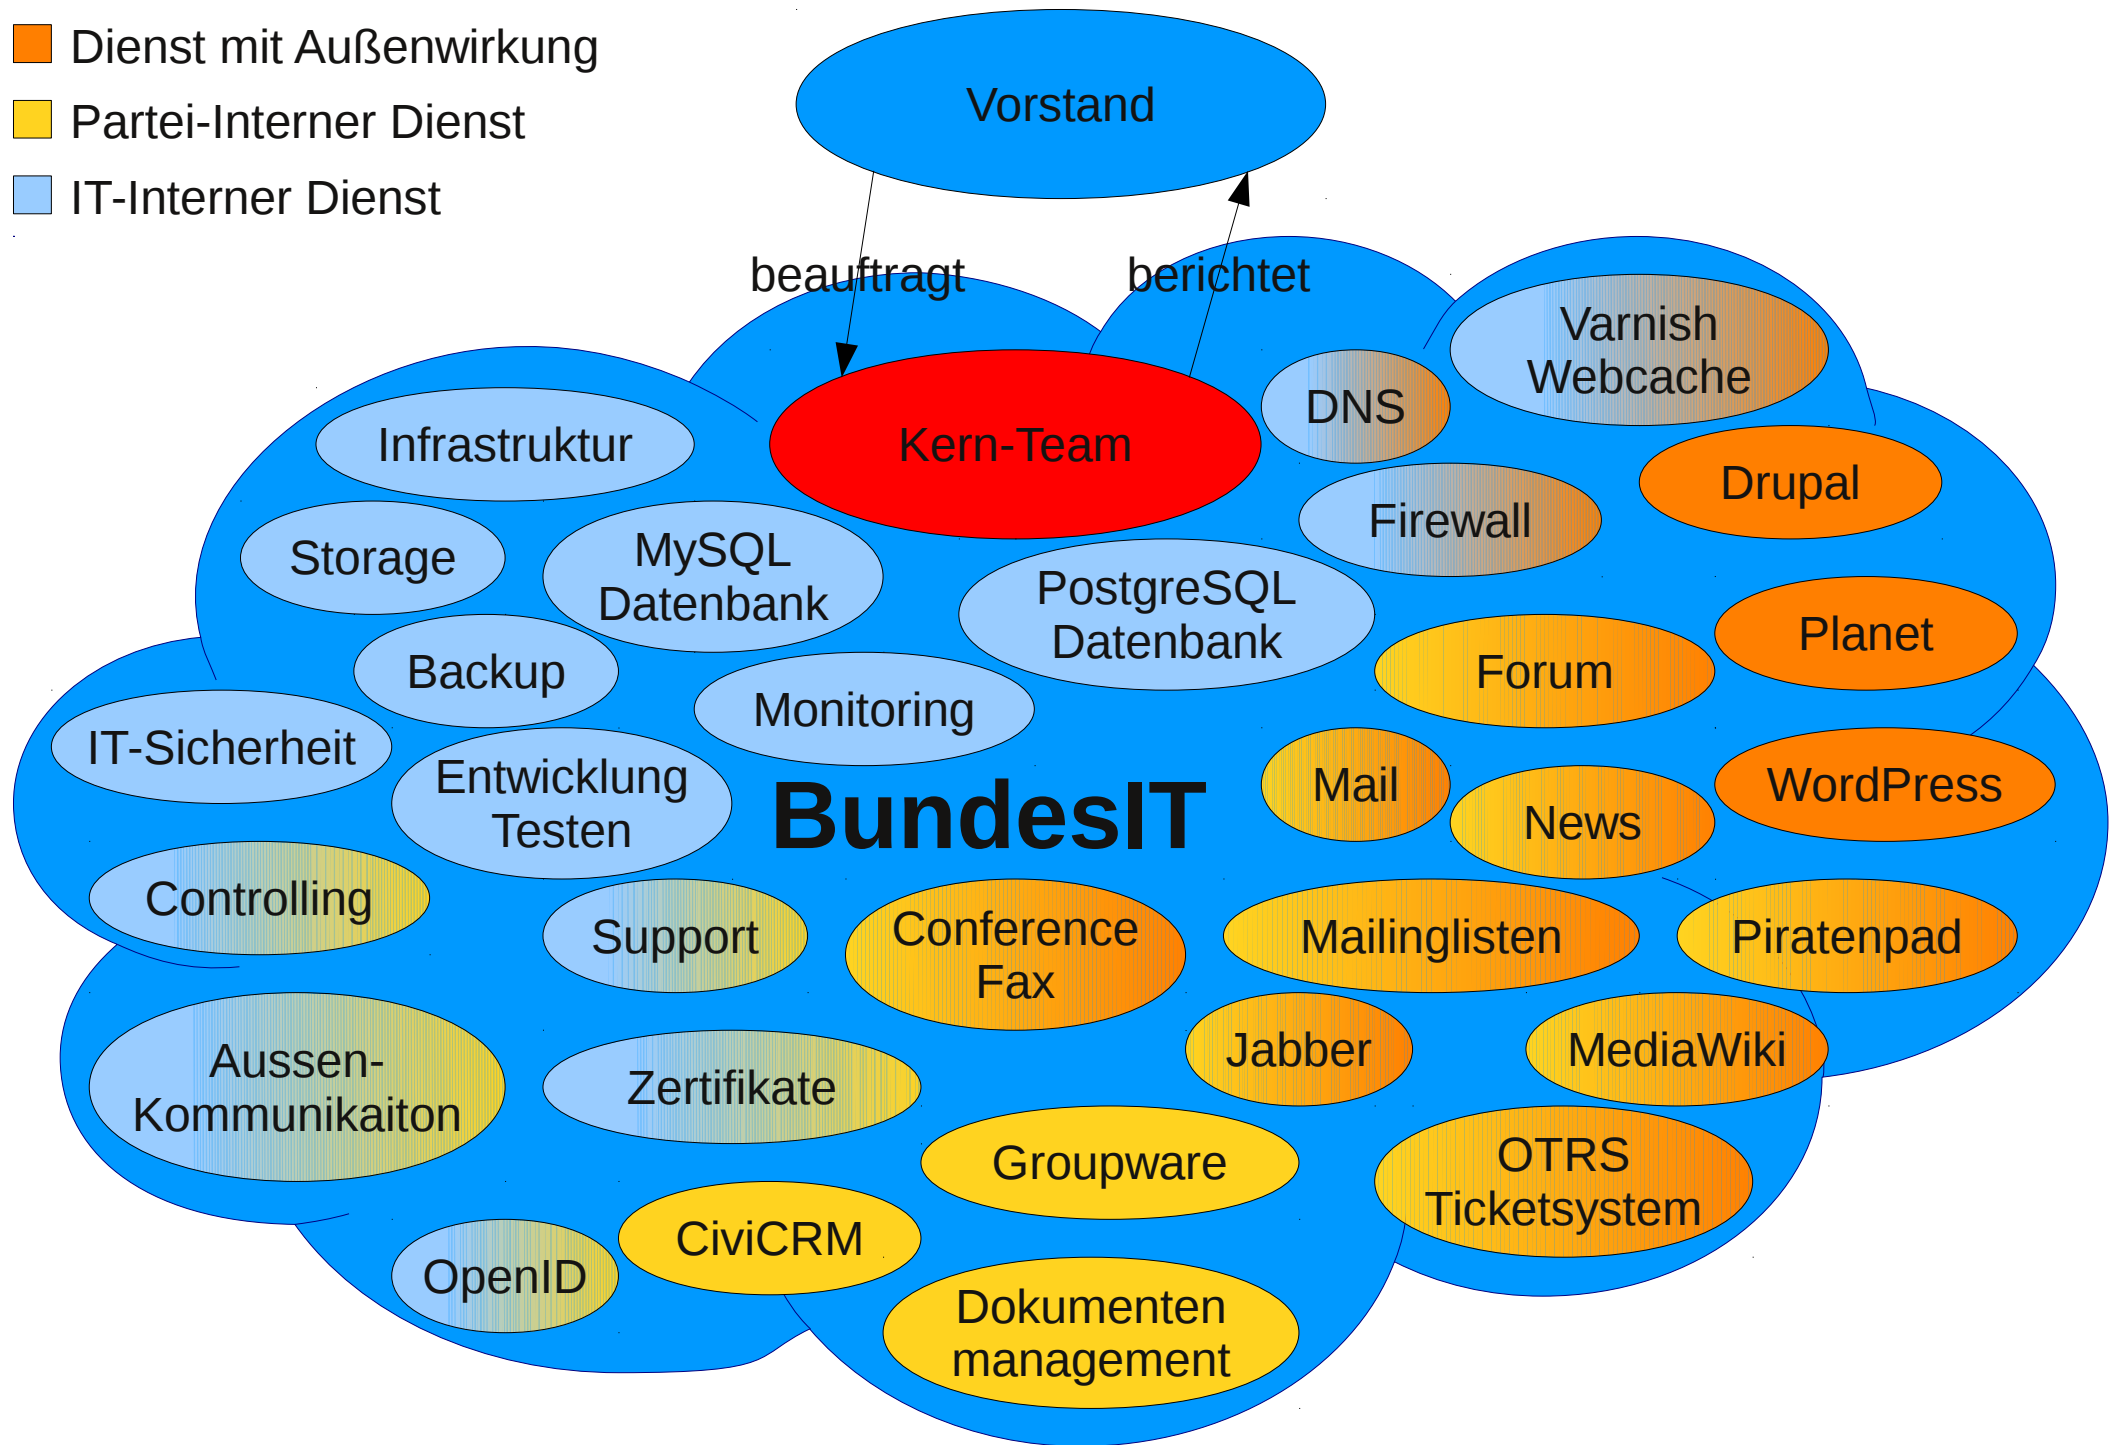 Dienst mit Außenwirkung
Partei-Interner Dienst
IT-Interner Dienst
Vorstand
beauftragt
berichtet
Kern-Team
Varnish
Webcache
DNS
Infrastruktur
Drupal
Firewall
Storage
MySQL
Datenbank
PostgreSQL
Datenbank
Planet
Backup
Forum
Monitoring
IT-Sicherheit
Entwicklung
Testen
BundesIT
Mail
News
WordPress
Controlling
Support
Conference
Fax
Mailinglisten
Piratenpad
Aussen-
Kommunikaiton
Zertifikate
Jabber
MediaWiki
Groupware
OTRS
Ticketsystem
CiviCRM
OpenID
Dokumenten
management